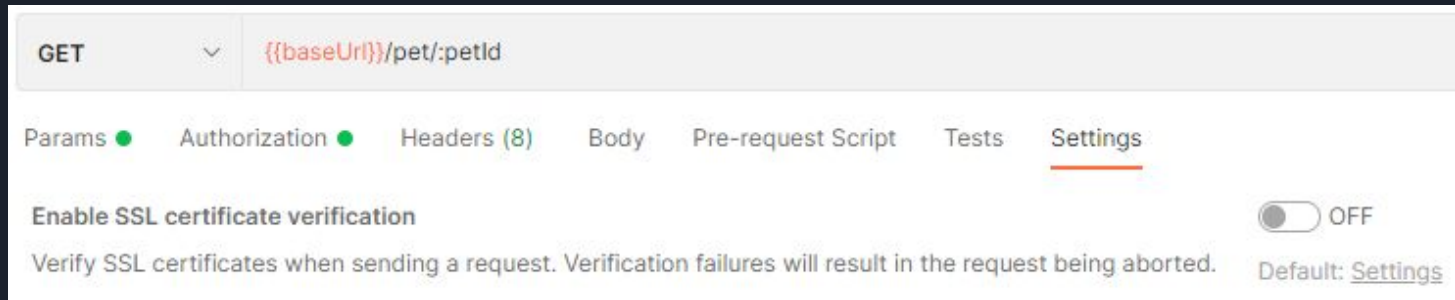 GET {{baseUrl}}/pet/:petId
Params Authorization Headers (8) Body Pre-request Script Tests Settings
Enable SSL certificate verification OFF
Verify SSL certificates when sending a request. Verification failures will result in the request being aborted. Default: Settings